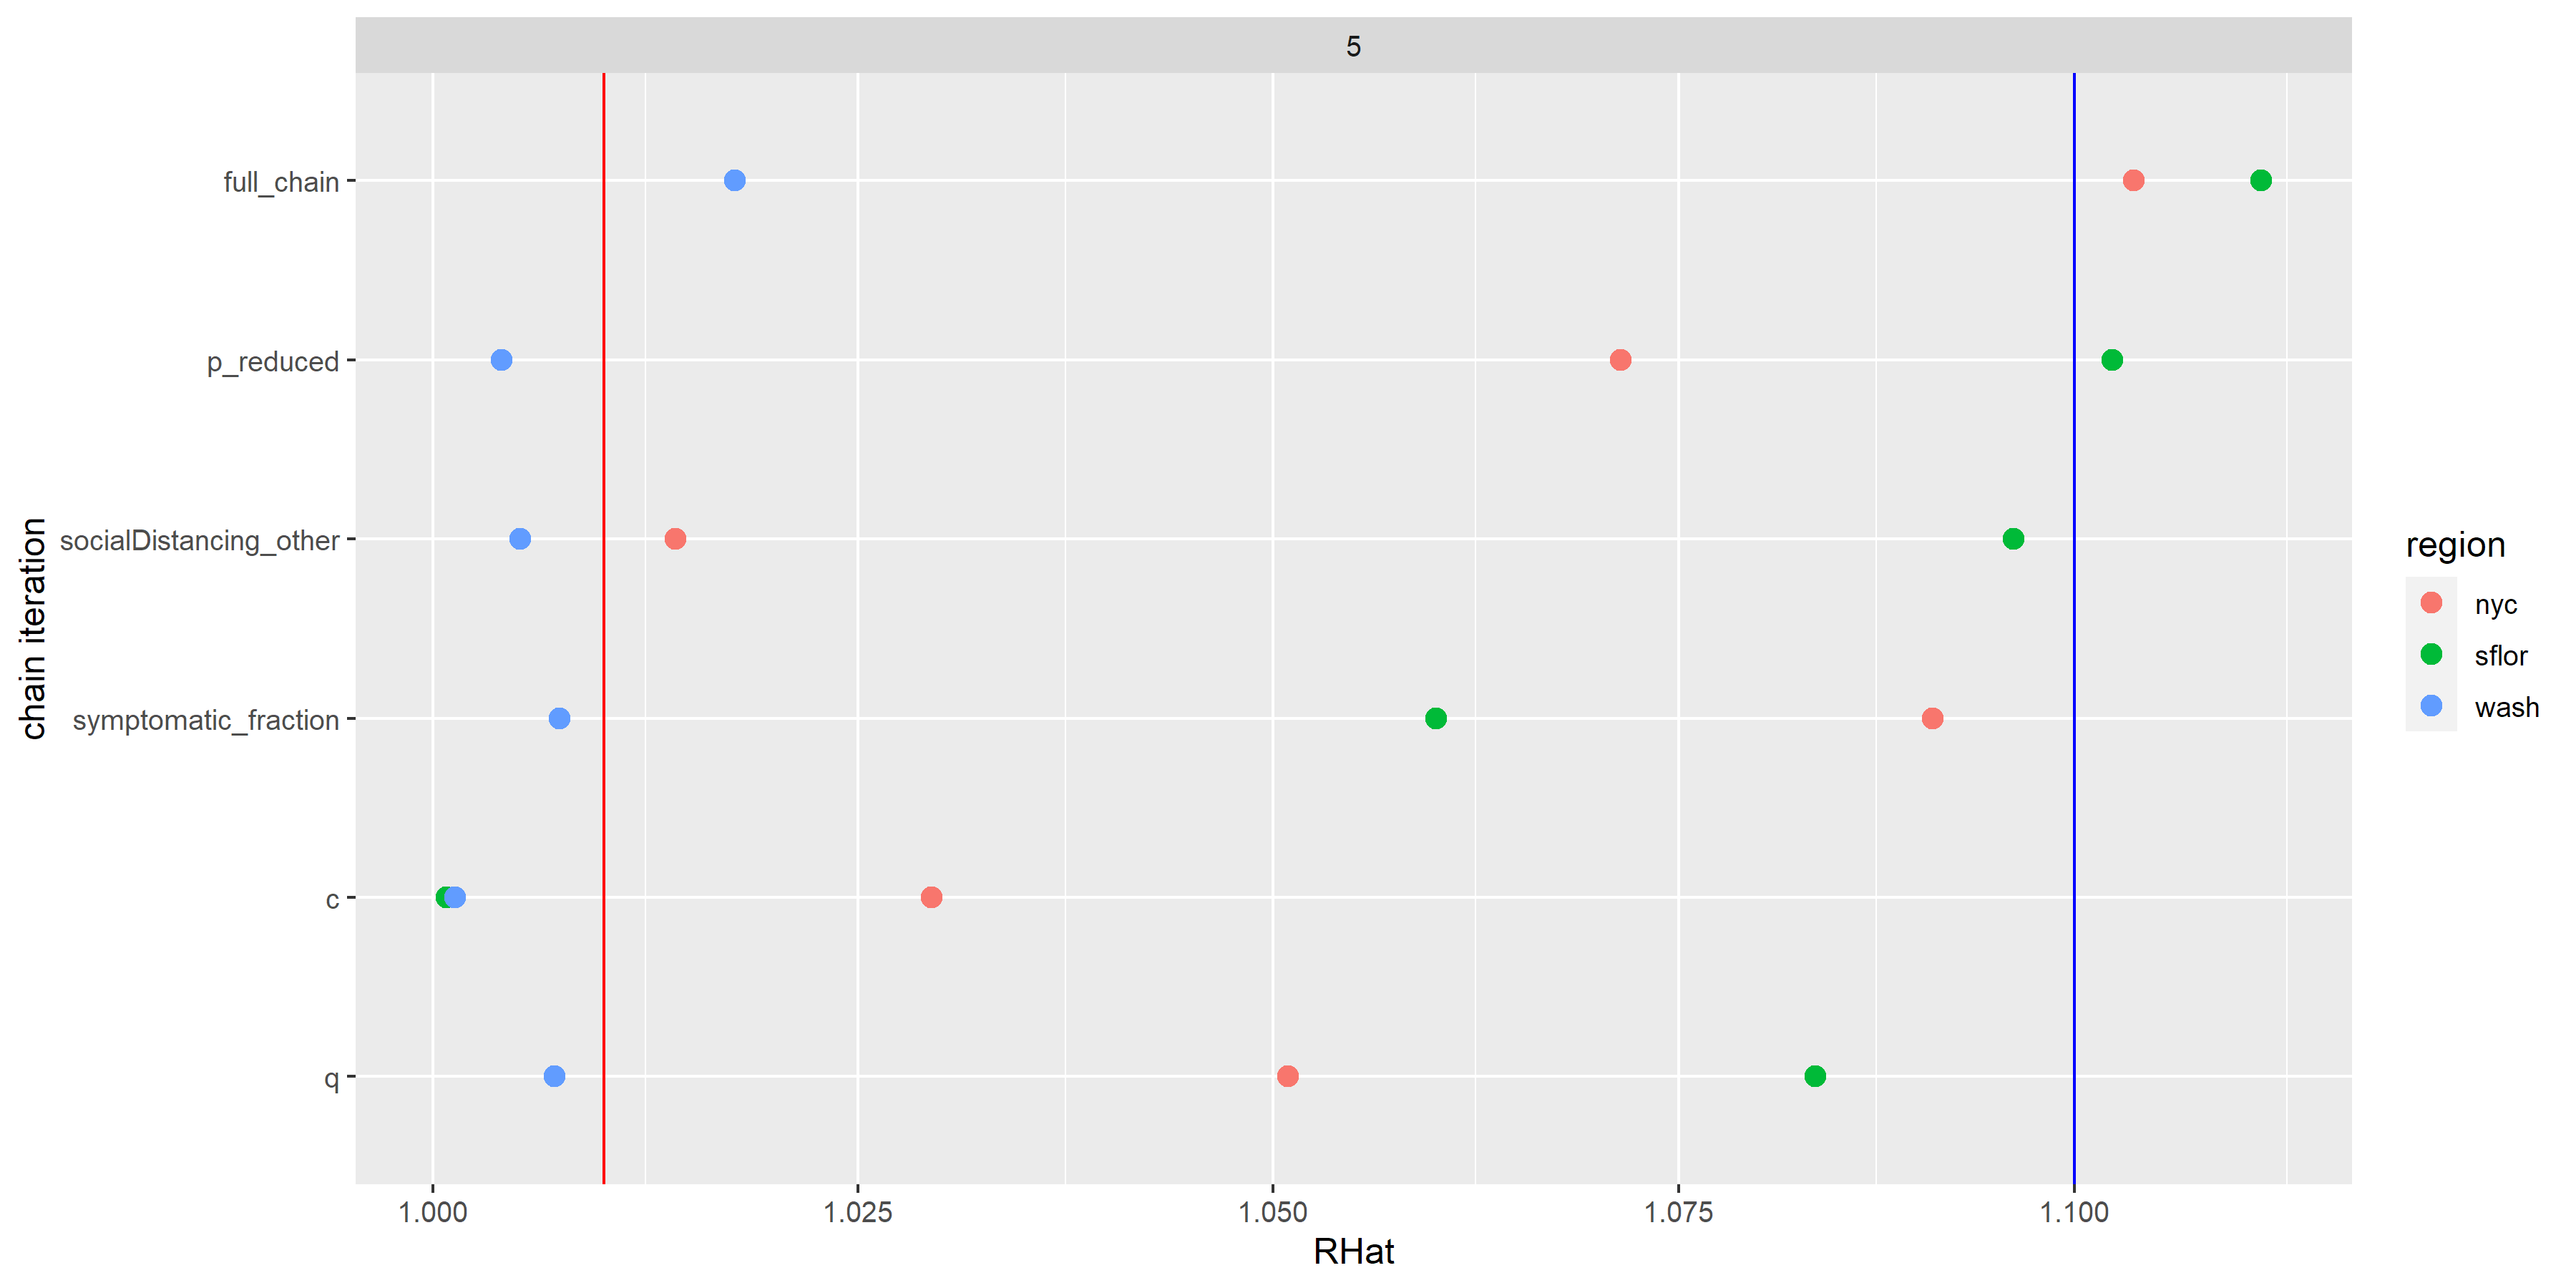 5
full_chain
p_reduced
socialDistancing_other
symptomatic_fraction
c
q
chain iteration
1.000
1.025
1.050
1.075
1.100
RHat
region
nyc
sflor
wash